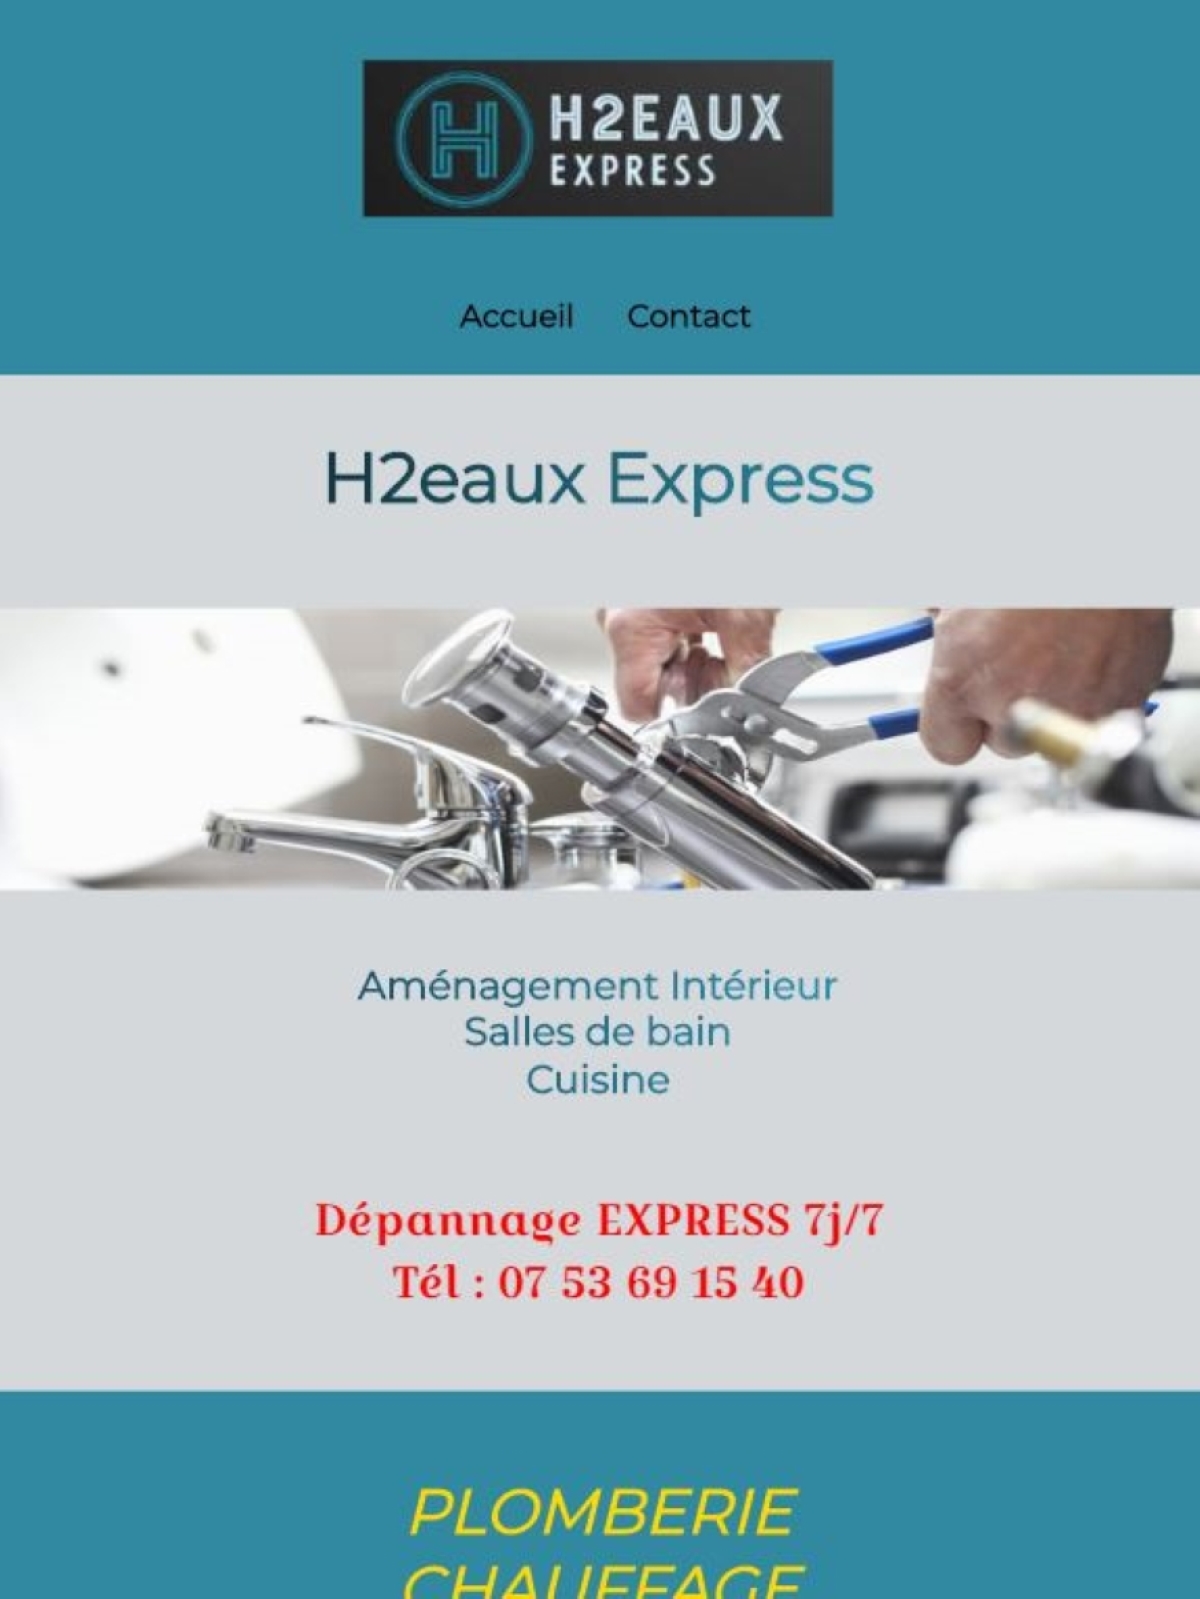 H
H2EAUX
EXPRESS
Accueil Contact
H2eaux Express
Aménagement Intérieur
Salles de bain
Cuisine
Dépannage EXPRESS 7j/7
Tél : 07 53 69 15 40
PLOMBERIE
CHAUFFAGE